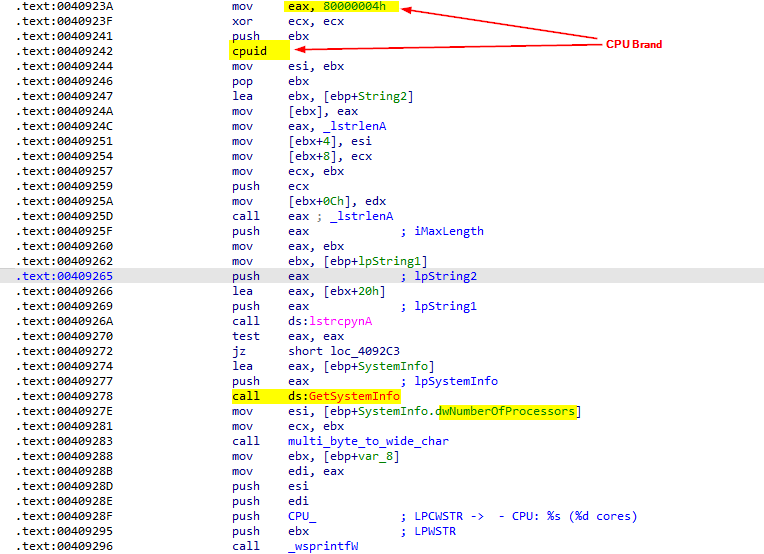 .text:0040923A mov eax, 80000004h
.text:0040923F xor ecx, ecx
.text:00409241 push ebx
CPU Brand
.text:00409242 cpuid
.text:00409244 mov esi, ebx
.text:00409246 pop ebx
.text:00409247 lea ebx, [ebp+String2]
.text:0040924A mov [ebx], eax
.text:0040924C mov eax, _lstrlenA
.text:00409251 mov [ebx+4], esi
.text:00409254 mov [ebx+8], ecx
.text:00409257 mov ecx, ebx
.text:00409259 push ecx
.text:0040925A mov [ebx+0Ch], edx
.text:0040925D call eax ; _lstrlenA
.text:0040925F push eax ; iMaxLength
.text:00409260 mov eax, ebx
.text:00409262 mov ebx, [ebp+lpString1]
.text:00409265 push eax ; lpString2
.text:00409266 lea eax, [ebx+20h]
.text:00409269 push eax ; lpString1
.text:0040926A call ds:lstrcpynA
.text:00409270 test eax, eax
.text:00409272 jz short loc_4092C3
.text:00409274 lea eax, [ebp+SystemInfo]
.text:00409277 push eax ; lpSystemInfo
.text:00409278 call ds:GetSystemInfo
.text:0040927E mov esi, [ebp+SystemInfo.dwNumberOfProcessors]
.text:00409281 mov ecx, ebx
.text:00409283 call multi_byte_to_wide_char
.text:00409288 mov ebx, [ebp+var_8]
.text:0040928B mov edi, eax
.text:0040928D push esi
.text:0040928E push edi
.text:0040928F push CPU_ ; LPCWSTR -> - CPU: %s (%d cores)
.text:00409295 push ebx ; LPWSTR
.text:00409296 call _wsprintfW